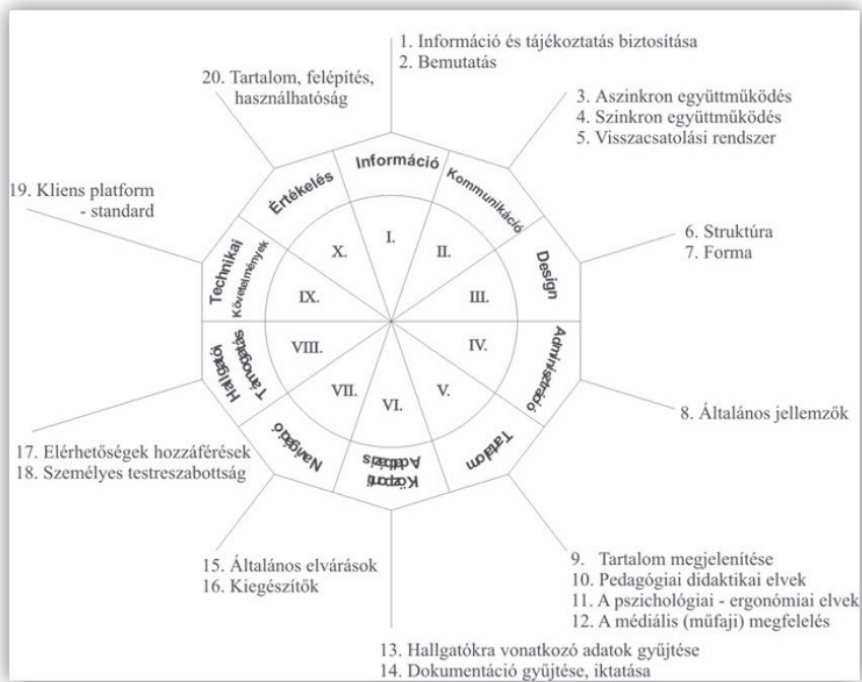 1. Információ és tájékoztatás biztosítása
2. Bemutatás
3. Aszinkron együttműködés
4. Szinkron együttműködés
5. Visszacsatolási rendszer
6. Struktúra
7. Forma
8. Általános jellemzők
9. Tartalom megjelenítése
10. Pedagógiai didaktikai elvek
11. A pszichológiai - ergonómiai elvek
12. A médiális (műfaji) megfelelés
13. Hallgatókra vonatkozó adatok gyűjtése
14. Dokumentáció gyűjtése, iktatása
15. Általános elvárások
16. Kiegészítők
17. Elérhetőségek hozzáférések
18. Személyes testreszabottság
19. Kliens platform
- standard
20. Tartalom, felépítés,
használhatóság
Információ
Kommunikáció
Design
Adminisztráció
Tartalom
Központi
Adatbázis
Navigáció
Hallgatói
Támogatás
Technikai
Követelmények
Értékelés
I.
II.
III.
IV.
V.
VI.
VII.
VIII.
IX.
X.